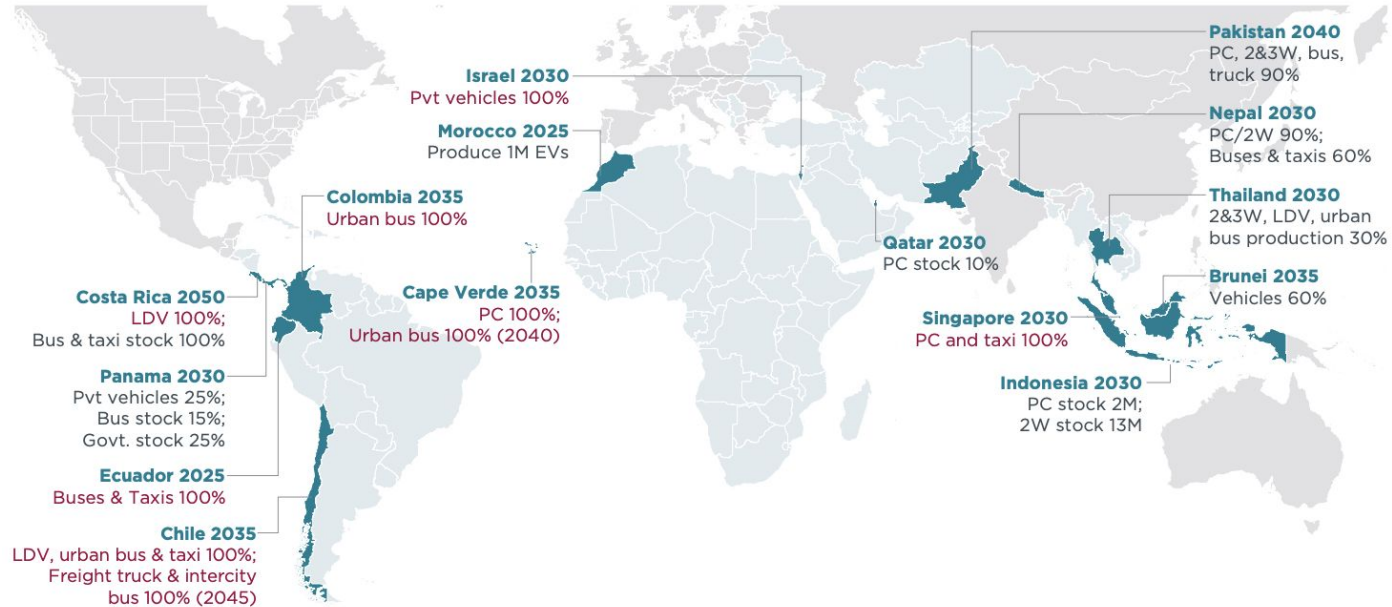 Israel 2030
Pvt vehicles 100%
Morocco 2025
Produce 1M EVs
Colombia 2035
Urban bus 100%
Costa Rica 2050
LDV 100%;
Bus & taxi stock 100%
Panama 2030
Pvt vehicles 25%;
Bus stock 15%;
Govt. stock 25%
Ecuador 2025
Buses & Taxis 100%
Chile 2035
LDV, urban bus & taxi 100%;
Freight truck & intercity
bus 100% (2045)
Cape Verde 2035
PC 100%;
Urban bus 100% (2040)
Pakistan 2040
PC, 2&3W, bus,
truck 90%
Nepal 2030
PC/2W 90%;
Buses & taxis 60%
Thailand 2030
2&3W, LDV, urban
bus production 30%
Qatar 2030
PC stock 10%
Brunei 2035
Vehicles 60%
Singapore 2030
PC and taxi 100%
Indonesia 2030
PC stock 2M;
2W stock 13M